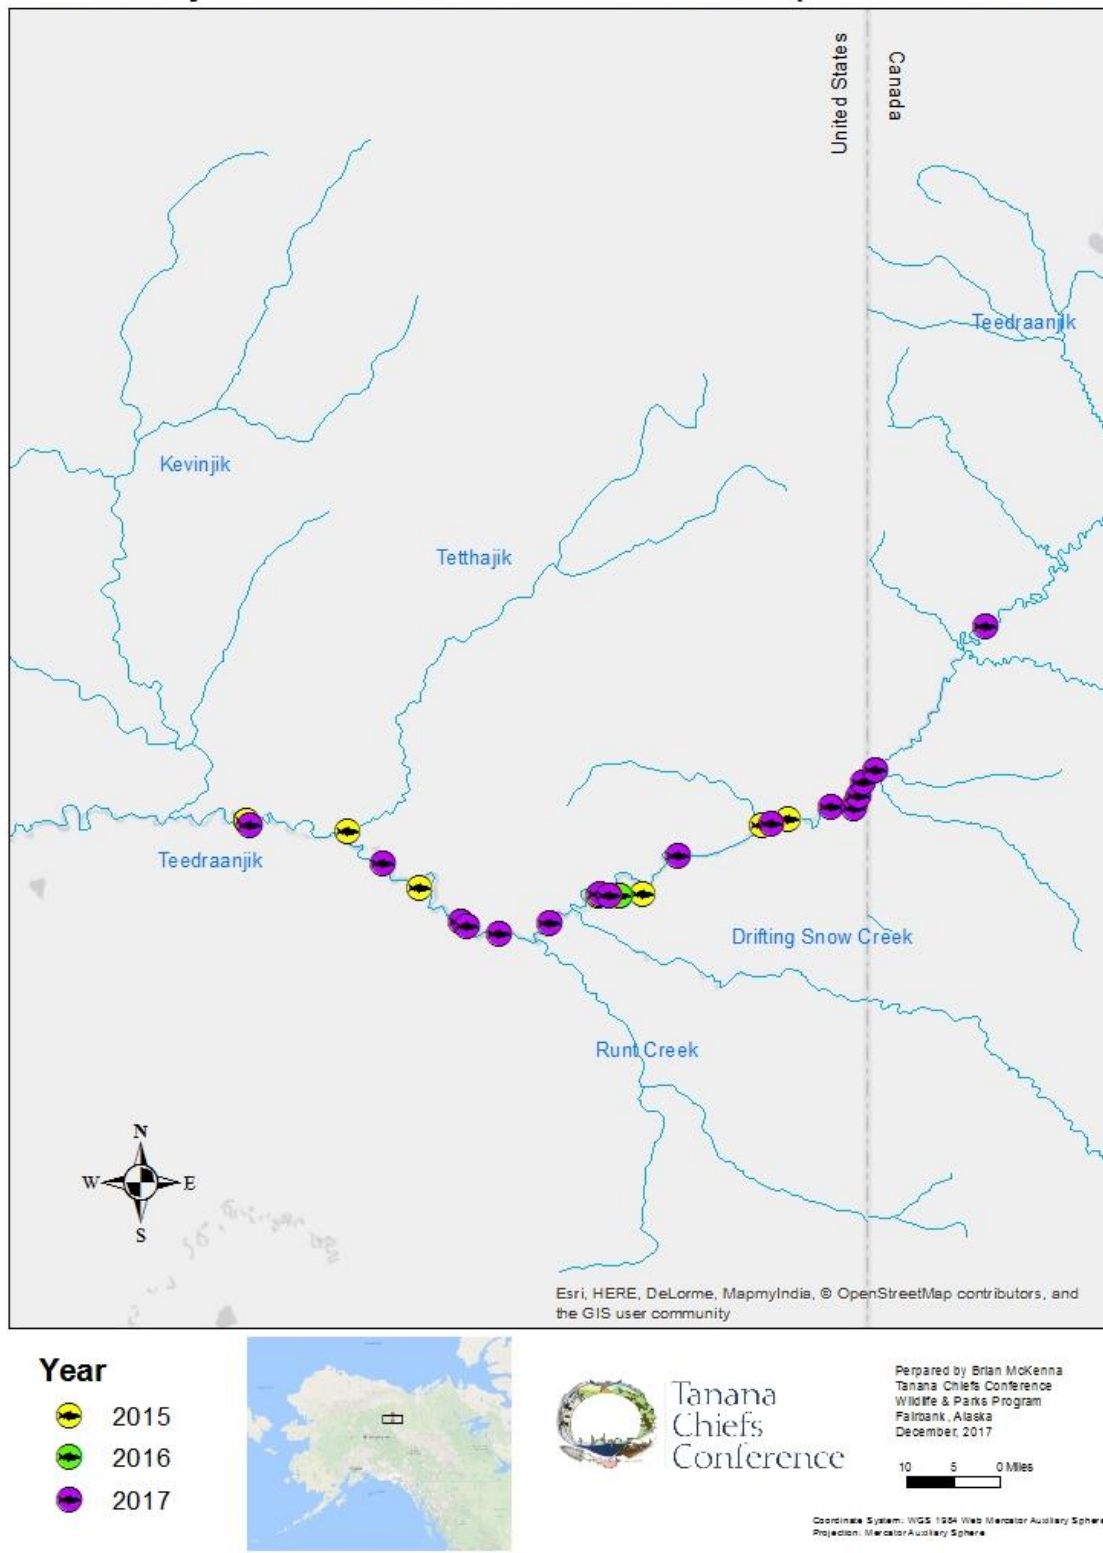 United States
Canada
Teedraanjik
Kevinjik
Tetthajik
Teedraanjik
Drifting Snow Creek
Runt Creek
N
W
E
S
Esri, HERE, DeLorme, MapmyIndia, © OpenStreetMap contributors, and
the GIS user community
Year
2015
2016
2017
Tanana
Chiefs
Conference
Perpared by Brian McKenna
Tanana Chiefs Conference
Wildlife & Parks Program
Fairbank, Alaska
December, 2017
10 5 0 Miles
Coordinate System: WGS 1984 Web Mercator Auxiliary Sphere
Projection: Mercator Auxiliary Sphere